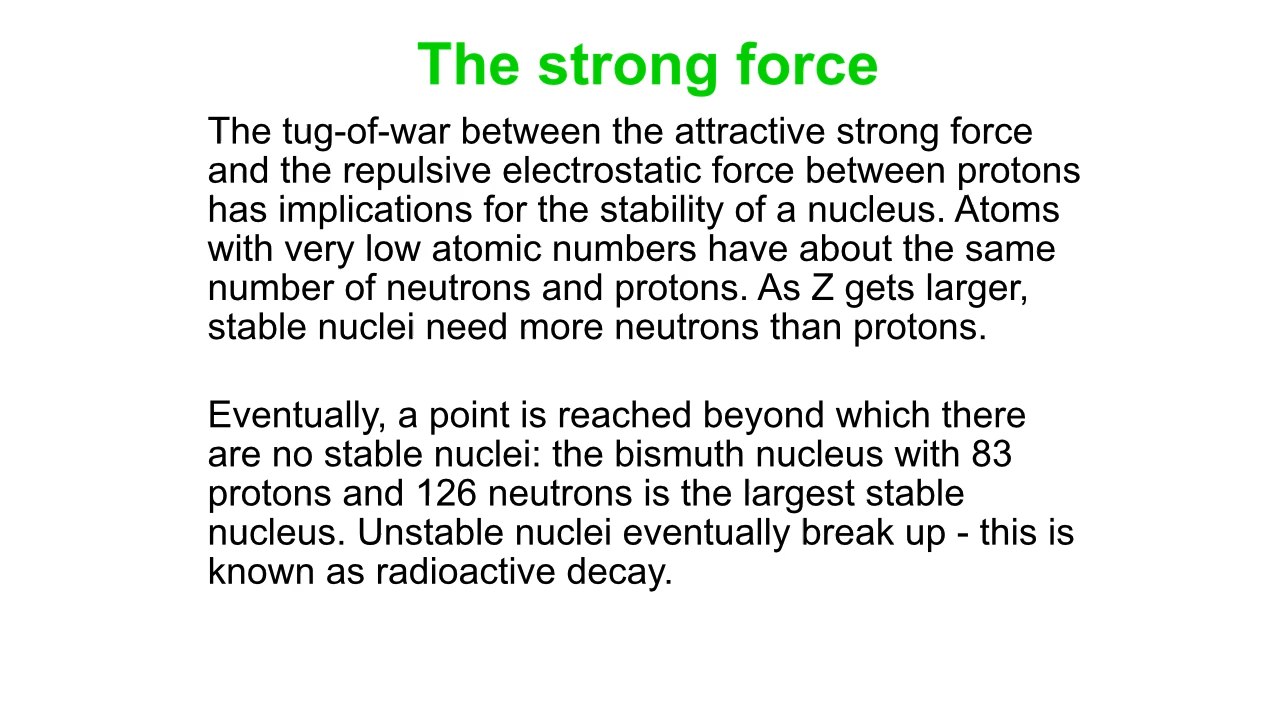 The strong force
The tug-of-war between the attractive strong force
and the repulsive electrostatic force between protons
has implications for the stability of a nucleus. Atoms
with very low atomic numbers have about the same
number of neutrons and protons. As Z gets larger,
stable nuclei need more neutrons than protons.
Eventually, a point is reached beyond which there
are no stable nuclei: the bismuth nucleus with 83
protons and 126 neutrons is the largest stable
nucleus. Unstable nuclei eventually break up - this is
known as radioactive decay.